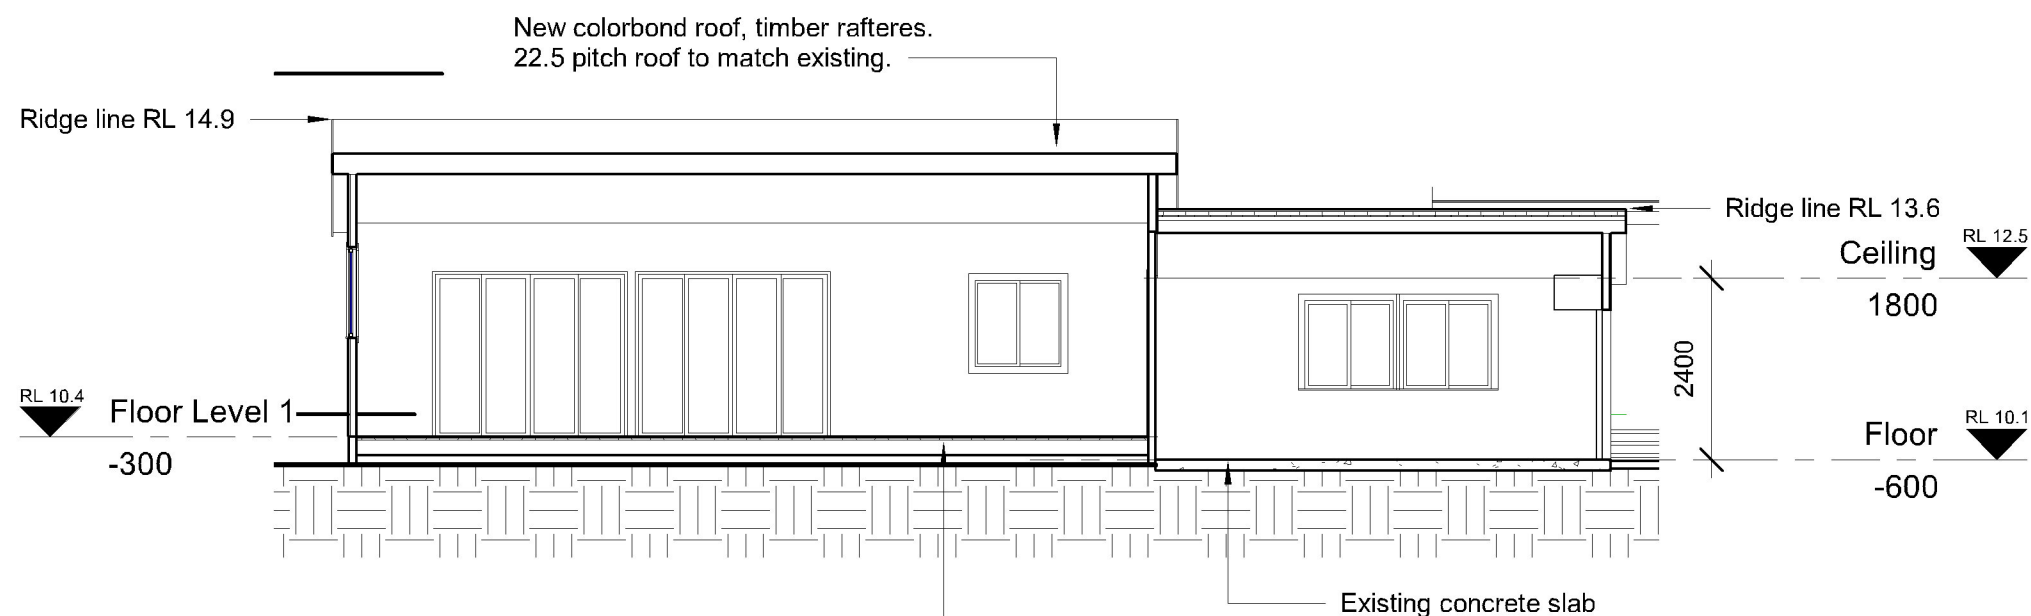 New colorbond roof, timber rafteres.
22.5 pitch roof to match existing.
Ridge line RL 14.9
Ridge line RL 13.6
RL 12.5
Ceiling
1800
2400
RL 10.4
Floor Level 1
-300
RL 10.1
Floor
-600
Existing concrete slab